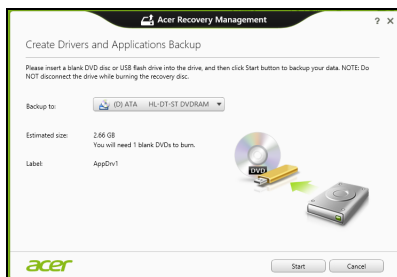 Acer Recovery Management
? ×
Create Drivers and Applications Backup
Please insert a blank DVD disc or USB flash drive into the drive, and then click Start button to backup your data. NOTE: Do
NOT disconnect the drive while burning the recovery disc.
Backup to: (D) ATA HL-DT-ST DVDRAM
Estimated size: 2.66 GB
You will need 1 blank DVDs to burn.
Label: AppDrv1
DVD
acer Start Cancel